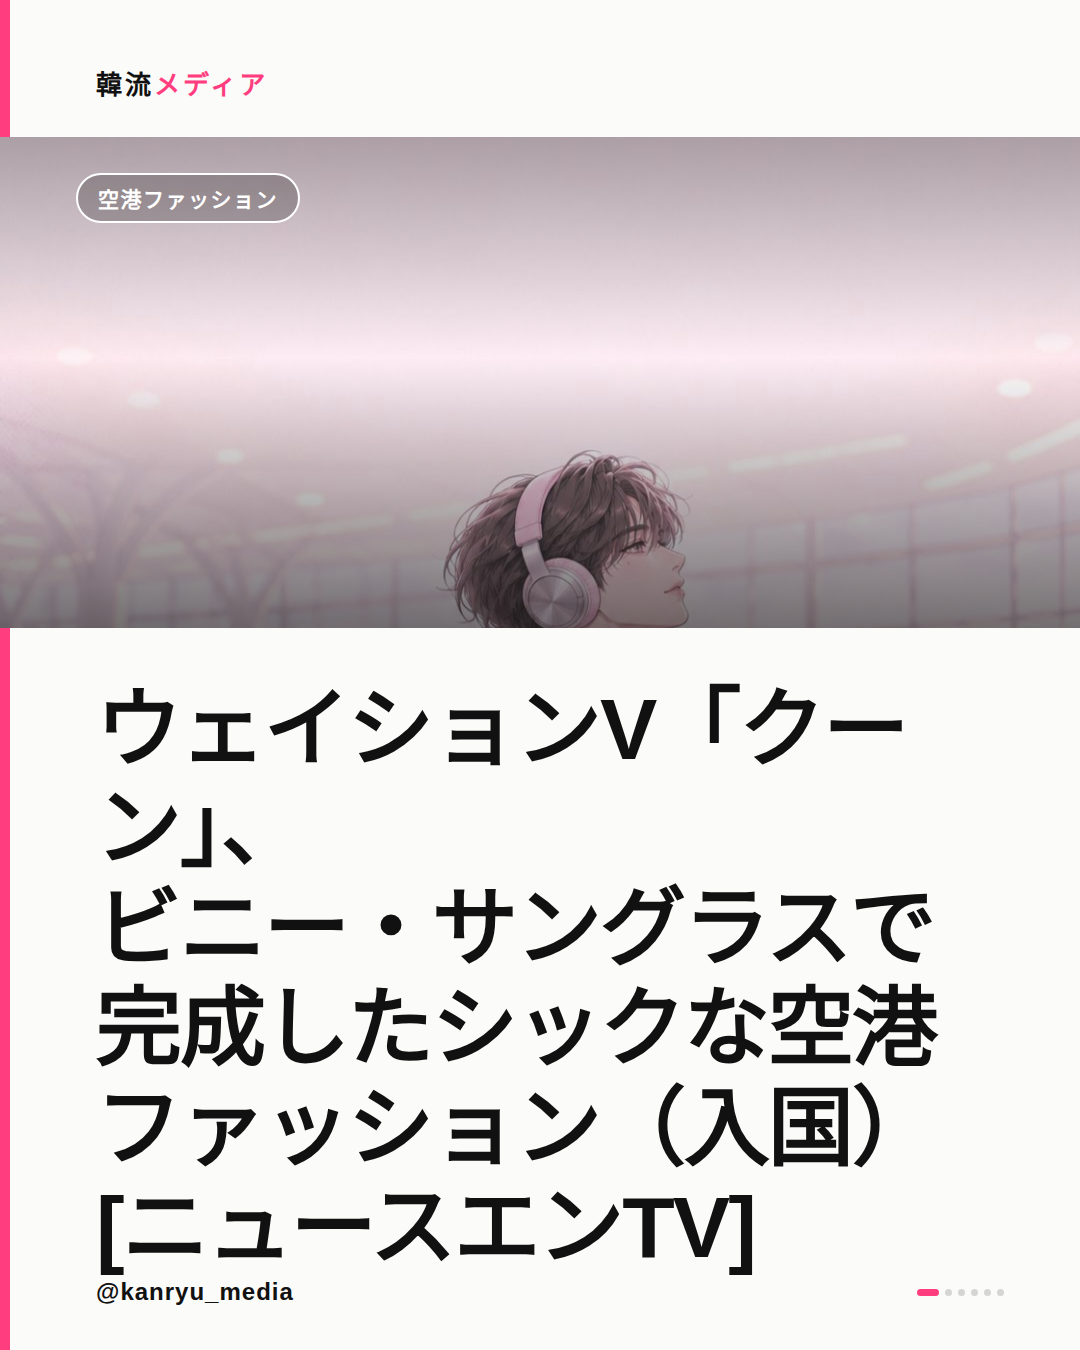 韓流メディア
空港ファッション
ウェイションV「クー
ン」、
ビニー・サングラスで
完成したシックな空港
ファッション（入国）
[ニュースエンTV]
@kanryu_media